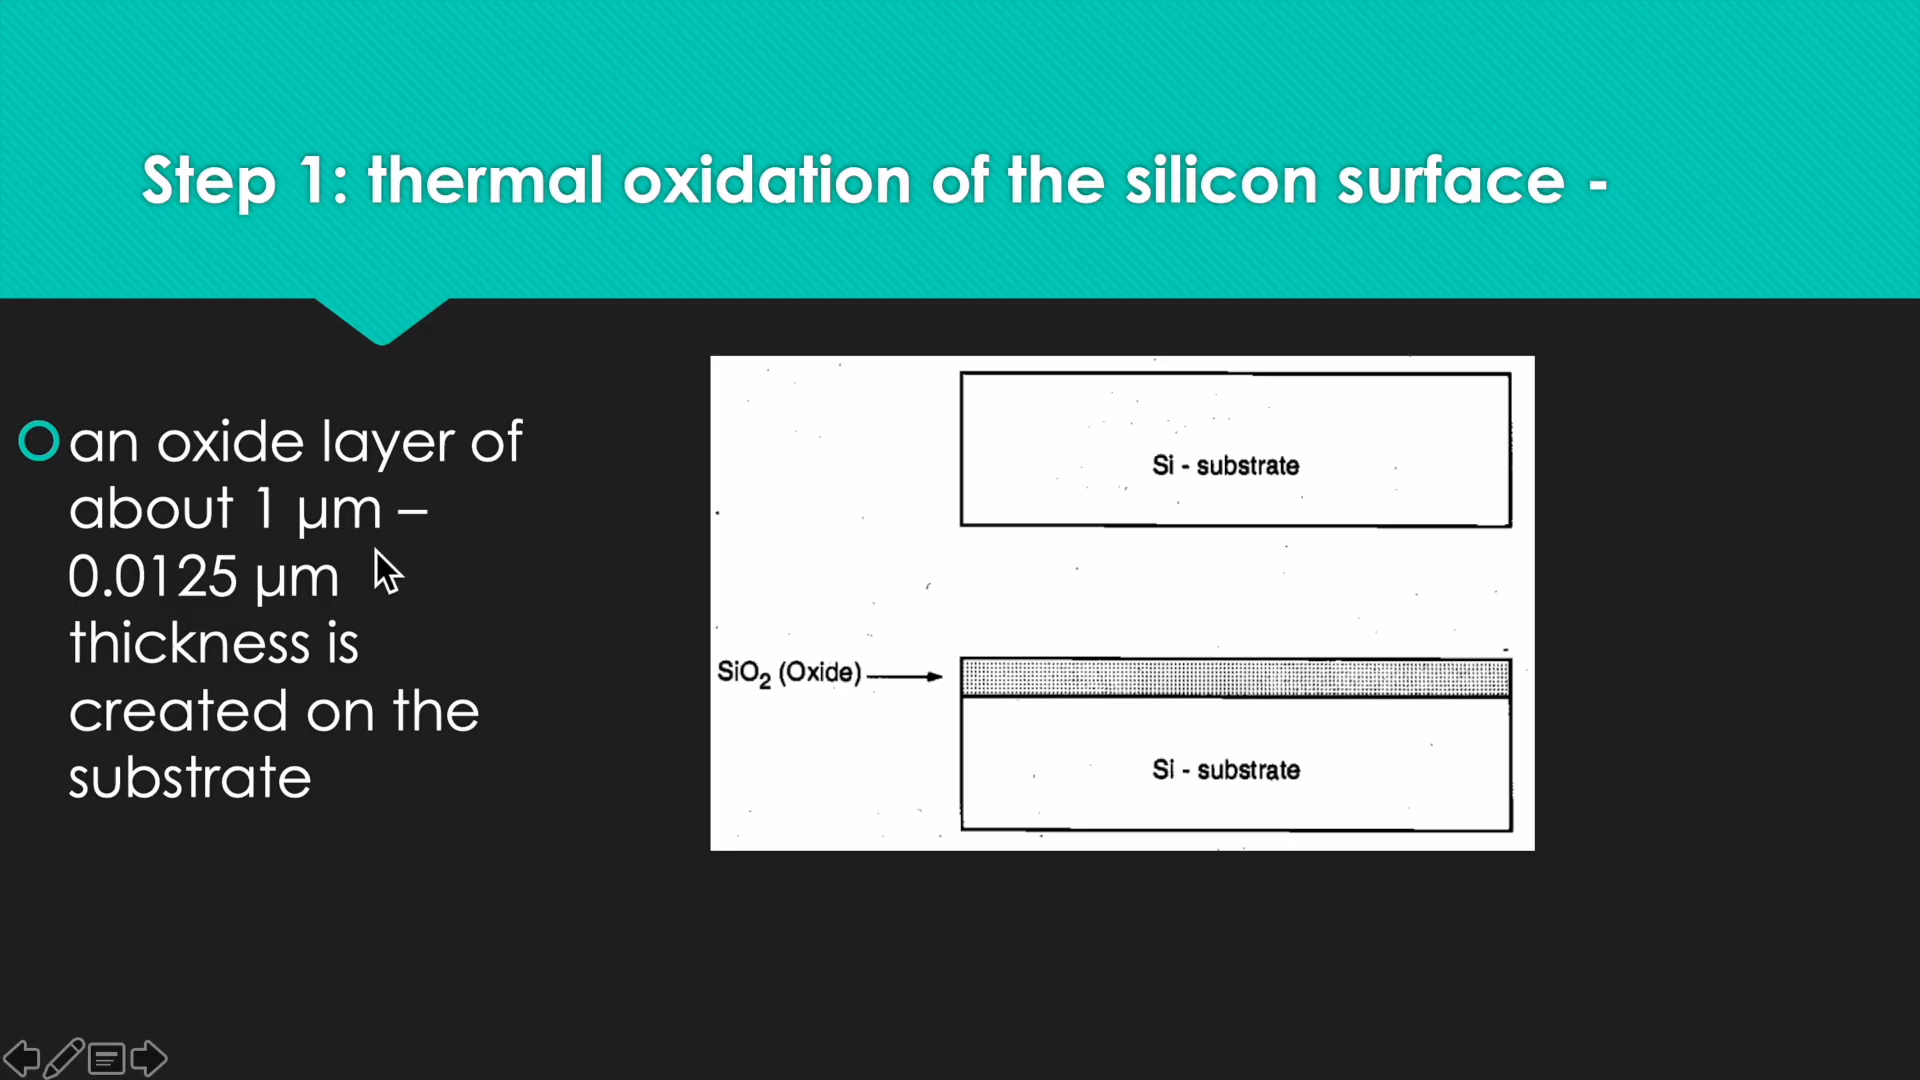 Step 1: thermal oxidation of the silicon surface -
an oxide layer of
about 1 μm –
0.0125 μm
thickness is
created on the
substrate
Si - substrate
SiO₂ (Oxide)
Si - substrate